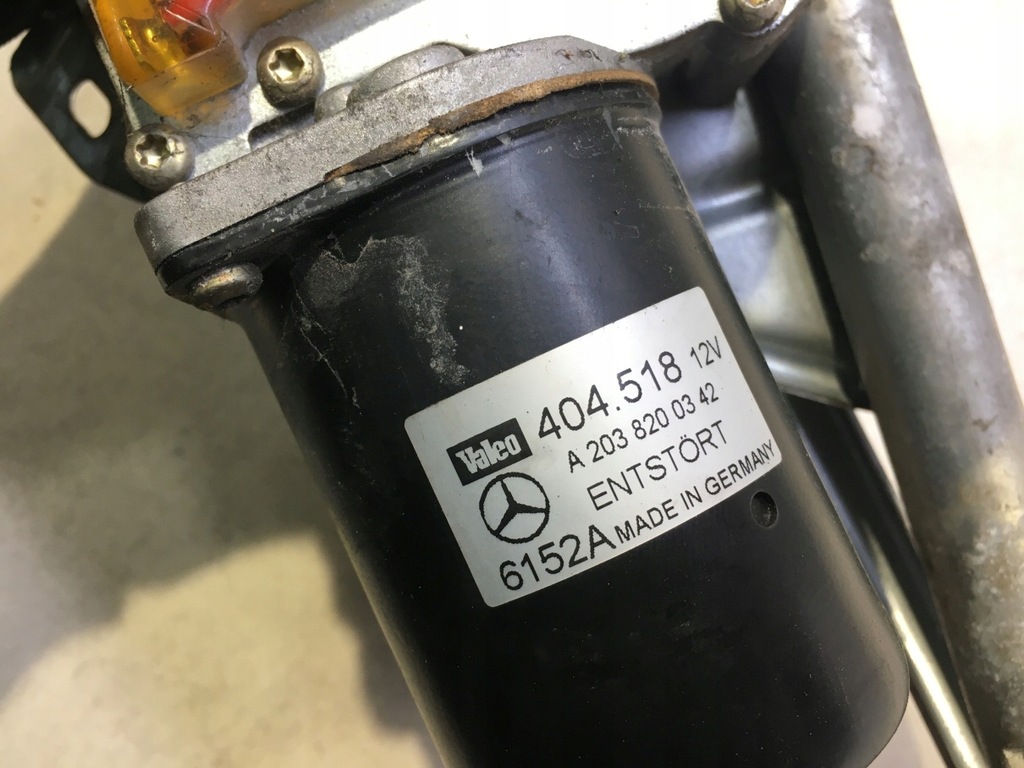 Valeo 404.518 12V
A 203 820 03 42
ENTSTÖRT
6152A MADE IN GERMANY